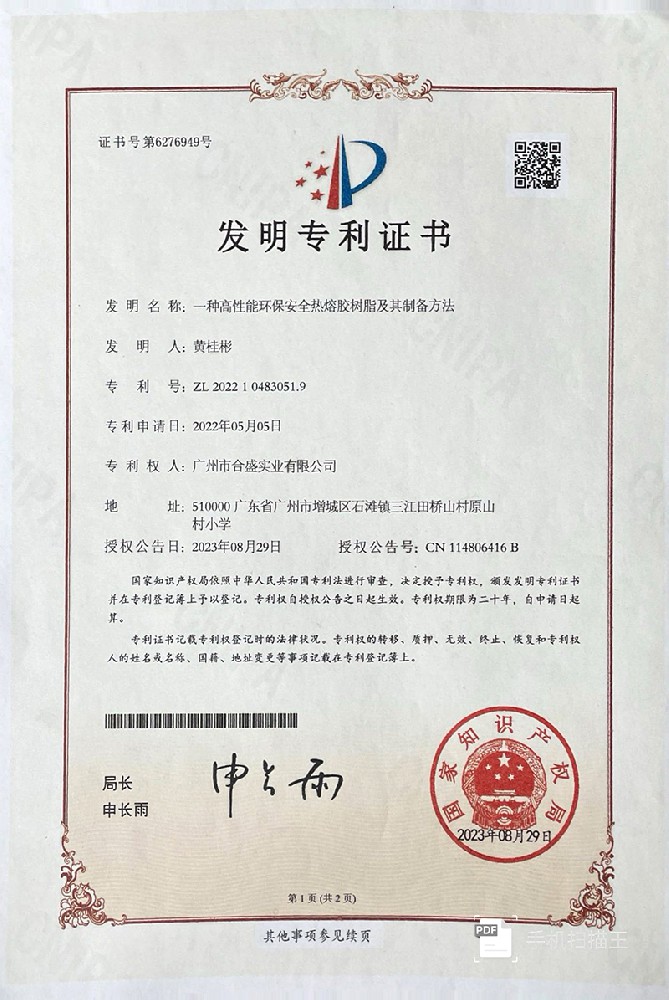 证书号第6276949号
发明专利证书
发 明 名 称：一种高性能环保安全热熔胶树脂及其制备方法
发 明 人：黄桂彬
专 利 号：ZL 2022 1 0483051.9
专利申请日：2022年05月05日
专 利 权 人：广州市合盛实业有限公司
地 址：510000 广东省广州市增城区石滩镇三江田桥山村原山
村小学
授权公告日：2023年08月29日 授权公告号：CN 114806416 B
国家知识产权局依照中华人民共和国专利法进行审查，决定授予专利权，颁发发明专利证书
并在专利登记簿上予以登记。专利权自授权公告之日起生效。专利权期限为二十年，自申请日起
算。
专利证书记载专利权登记时的法律状况。专利权的转移、质押、无效、终止、恢复和专利权
人的姓名或名称、国籍、地址变更等事项记载在专利登记簿上。
局长
申长雨
申长雨
国家知识产权局
2023年08月29日
第 1 页 (共 2 页)
其他事项参见续页
PDF
扫描王